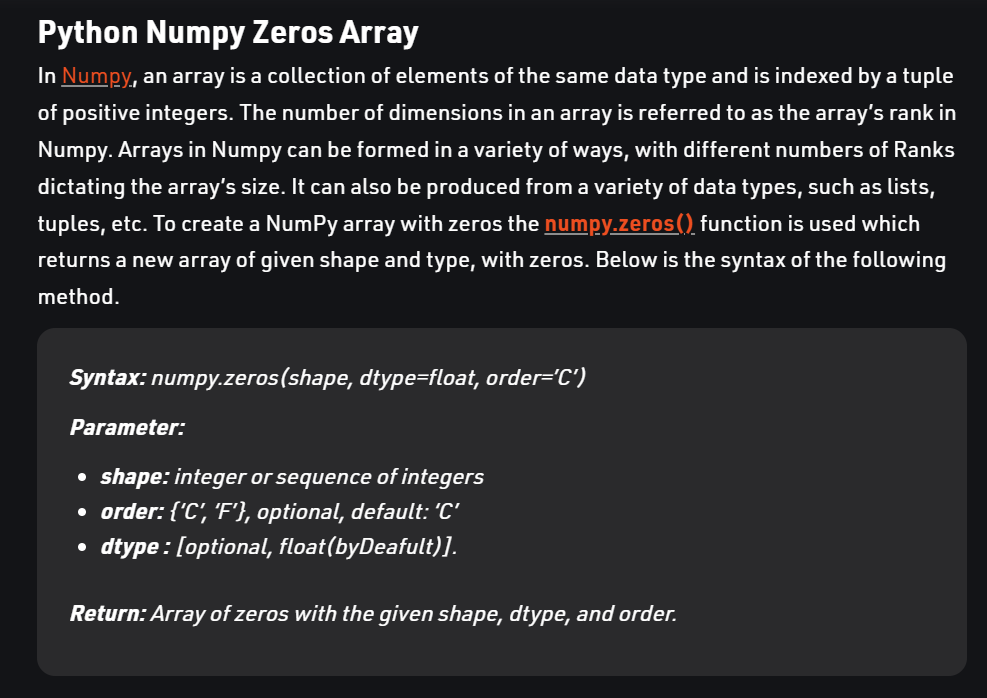 Python Numpy Zeros Array
In Numpy, an array is a collection of elements of the same data type and is indexed by a tuple
of positive integers. The number of dimensions in an array is referred to as the array’s rank in
Numpy. Arrays in Numpy can be formed in a variety of ways, with different numbers of Ranks
dictating the array’s size. It can also be produced from a variety of data types, such as lists,
tuples, etc. To create a NumPy array with zeros the numpy.zeros() function is used which
returns a new array of given shape and type, with zeros. Below is the syntax of the following
method.
Syntax: numpy.zeros(shape, dtype=float, order=’C’)
Parameter:
• shape: integer or sequence of integers
• order: {‘C’, ‘F’}, optional, default: ‘C’
• dtype : [optional, float(byDeafult)].
Return: Array of zeros with the given shape, dtype, and order.